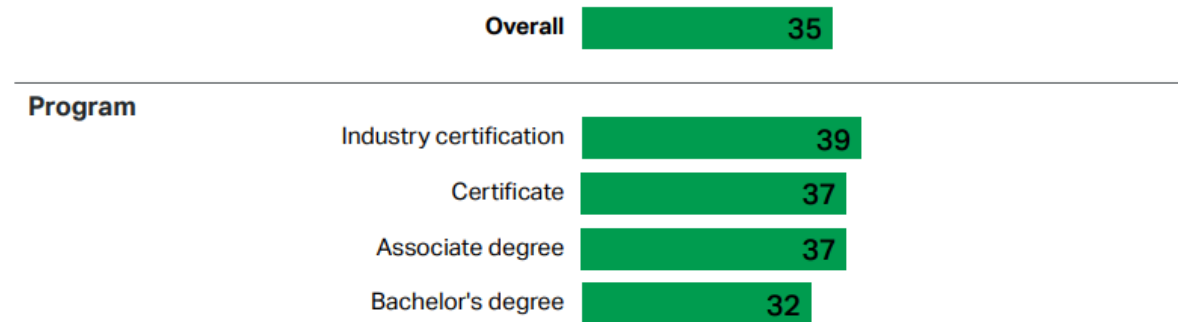 Overall 35
Program
Industry certification 39
Certificate 37
Associate degree 37
Bachelor's degree 32